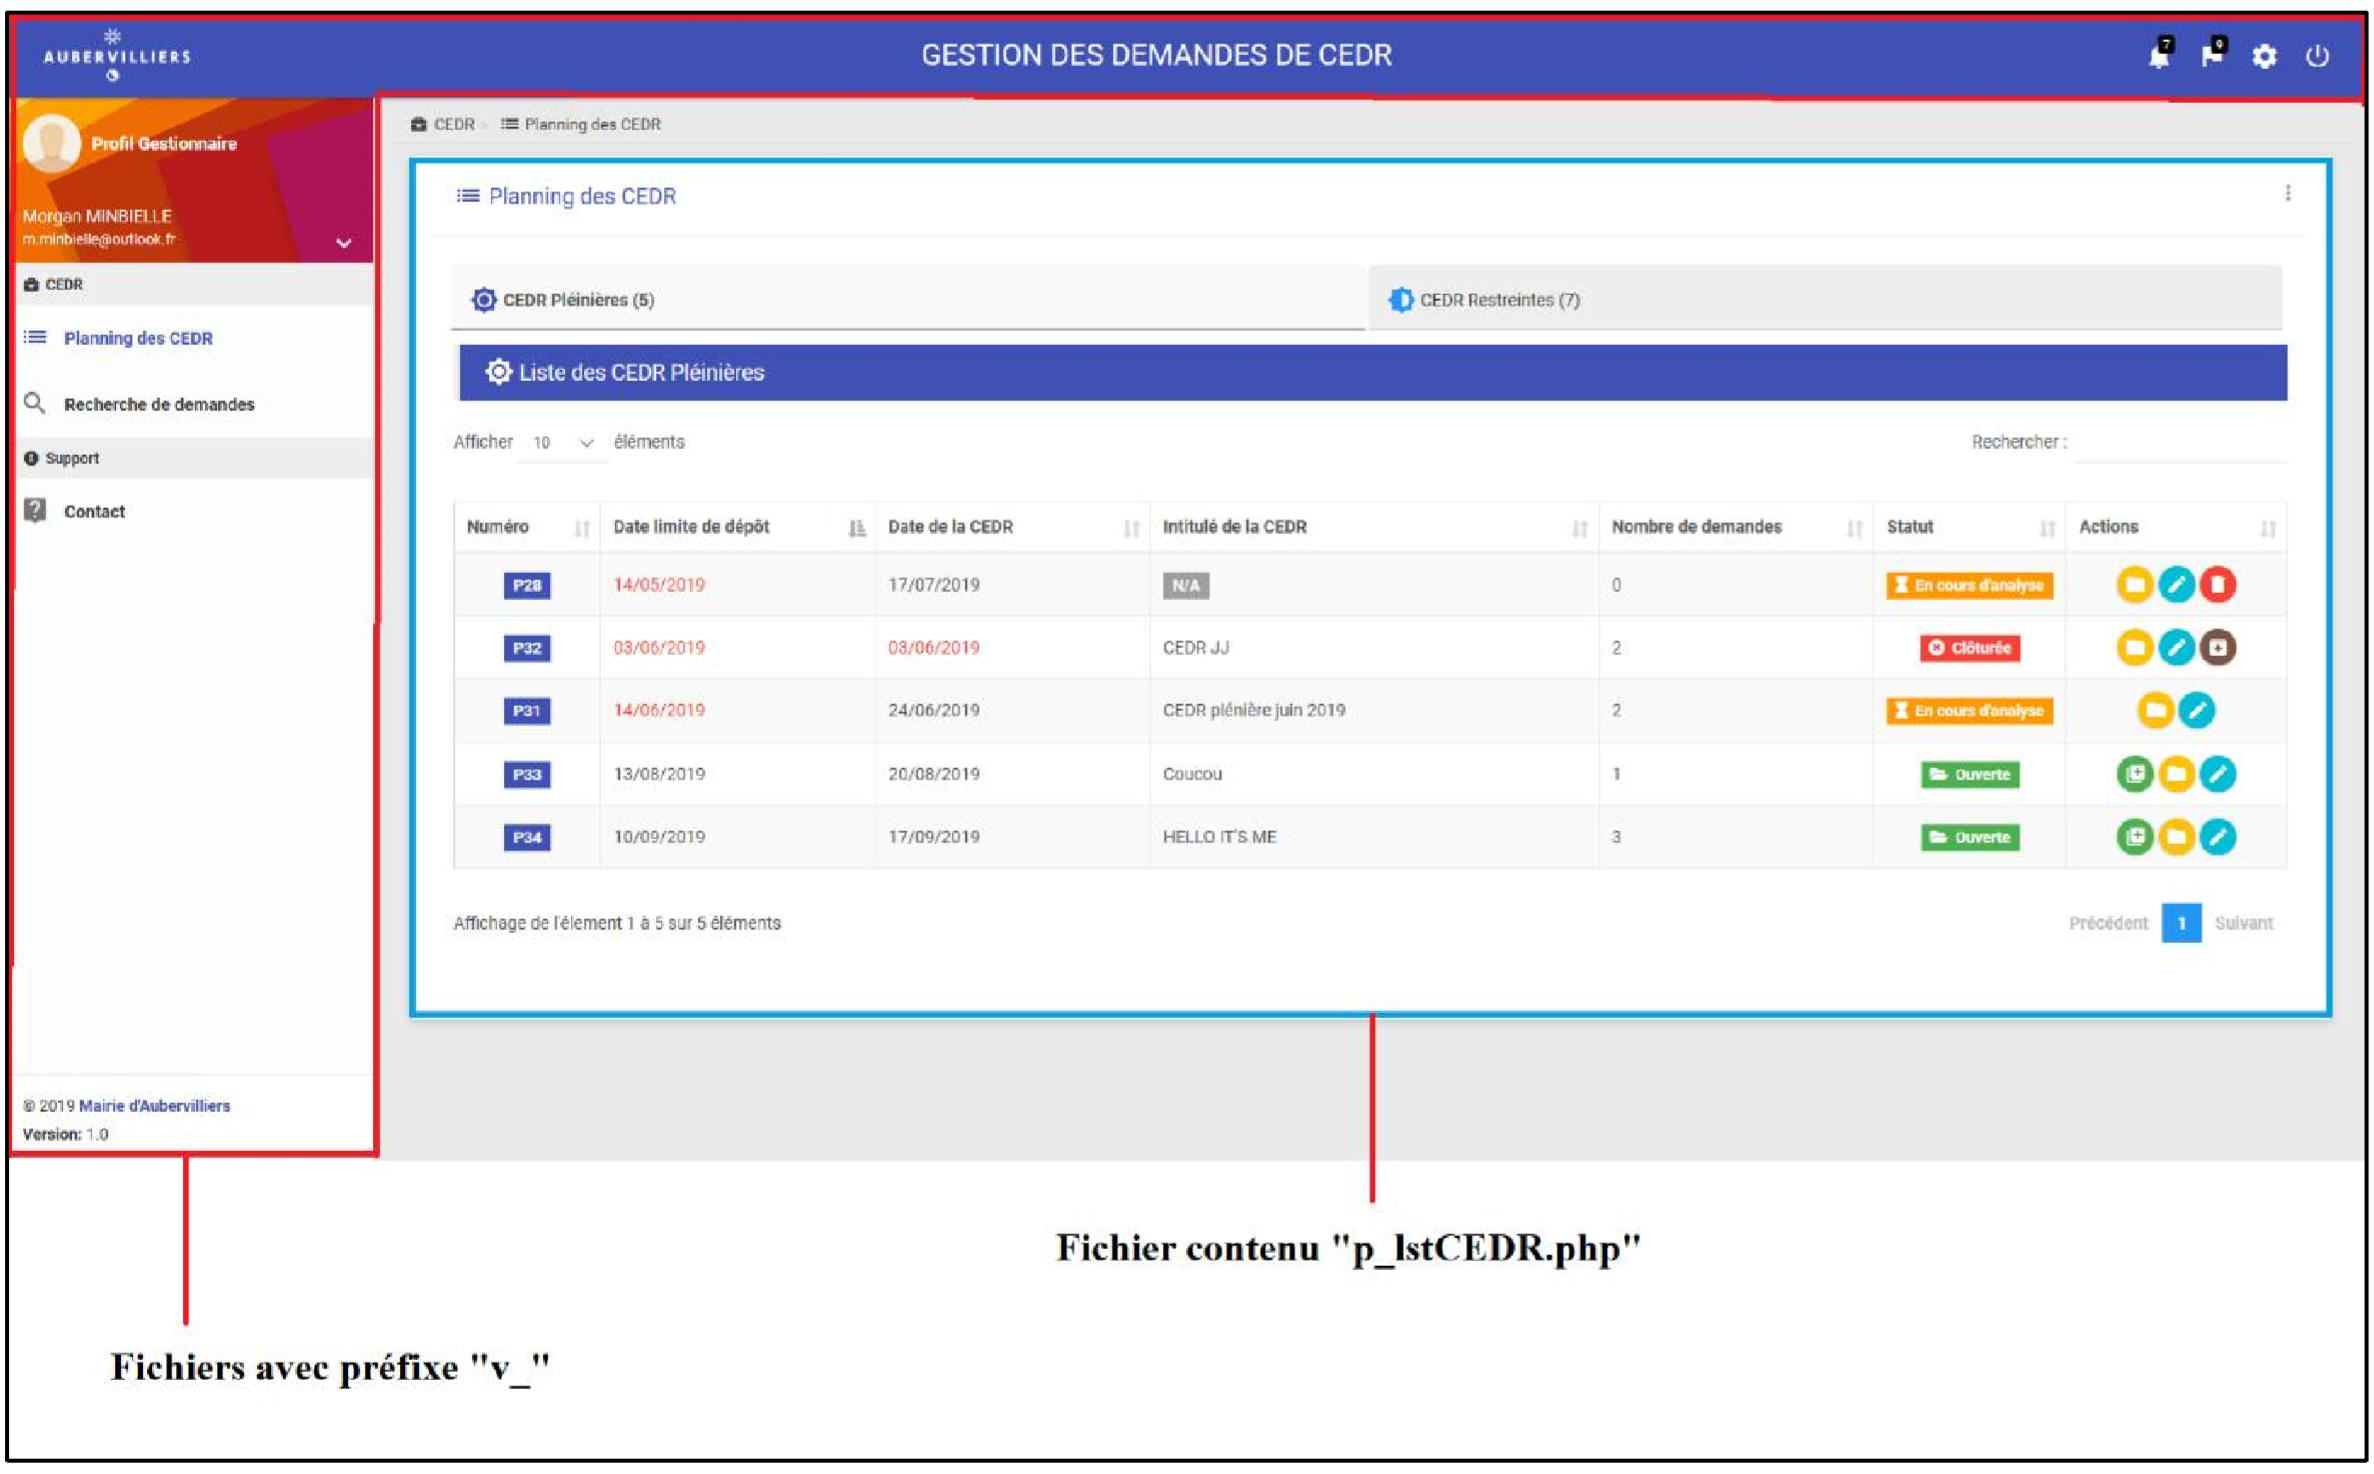 AUBERVILLIERS
GESTION DES DEMANDES DE CEDR
7
Profil Gestionnaire
Morgan MINBIELLE
m.minbielle@outlook.fr
CEDR
Planning des CEDR
Recherche de demandes
Support
Contact
© 2019 Mairie d'Aubervilliers
Version: 1.0
CEDR > Planning des CEDR
Planning des CEDR
CEDR Pléinières (5) CEDR Restreintes (7)
Liste des CEDR Pléinières
Afficher 10 éléments Rechercher :
Numéro Date limite de dépôt Date de la CEDR Intitulé de la CEDR Nombre de demandes Statut Actions
P28 14/05/2019 17/07/2019 N/A 0 En cours d'analyse
P32 03/06/2019 03/06/2019 CEDR JJ 2 Clôturée
P31 14/06/2019 24/06/2019 CEDR plénière juin 2019 2 En cours d'analyse
P33 13/08/2019 20/08/2019 Coucou 1 Ouverte
P34 10/09/2019 17/09/2019 HELLO IT'S ME 3 Ouverte
Affichage de l'élement 1 à 5 sur 5 éléments Précédent 1 Suivant
Fichier contenu "p_lstCEDR.php"
Fichiers avec préfixe "v_"